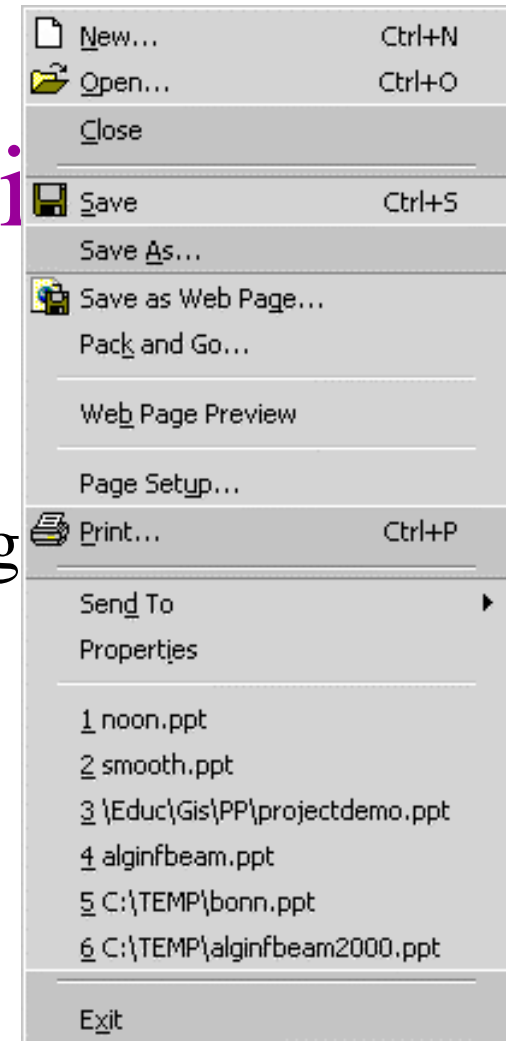 New... Ctrl+N
Open... Ctrl+O
Close
i
Save Ctrl+S
Save As...
Save as Web Page...
Pack and Go...
Web Page Preview
Page Setup...
g
Print... Ctrl+P
Send To
Properties
1 noon.ppt
2 smooth.ppt
3 \Educ\Gis\PP\projectdemo.ppt
4 alginfbeam.ppt
5 C:\TEMP\bonn.ppt
6 C:\TEMP\alginfbeam2000.ppt
Exit